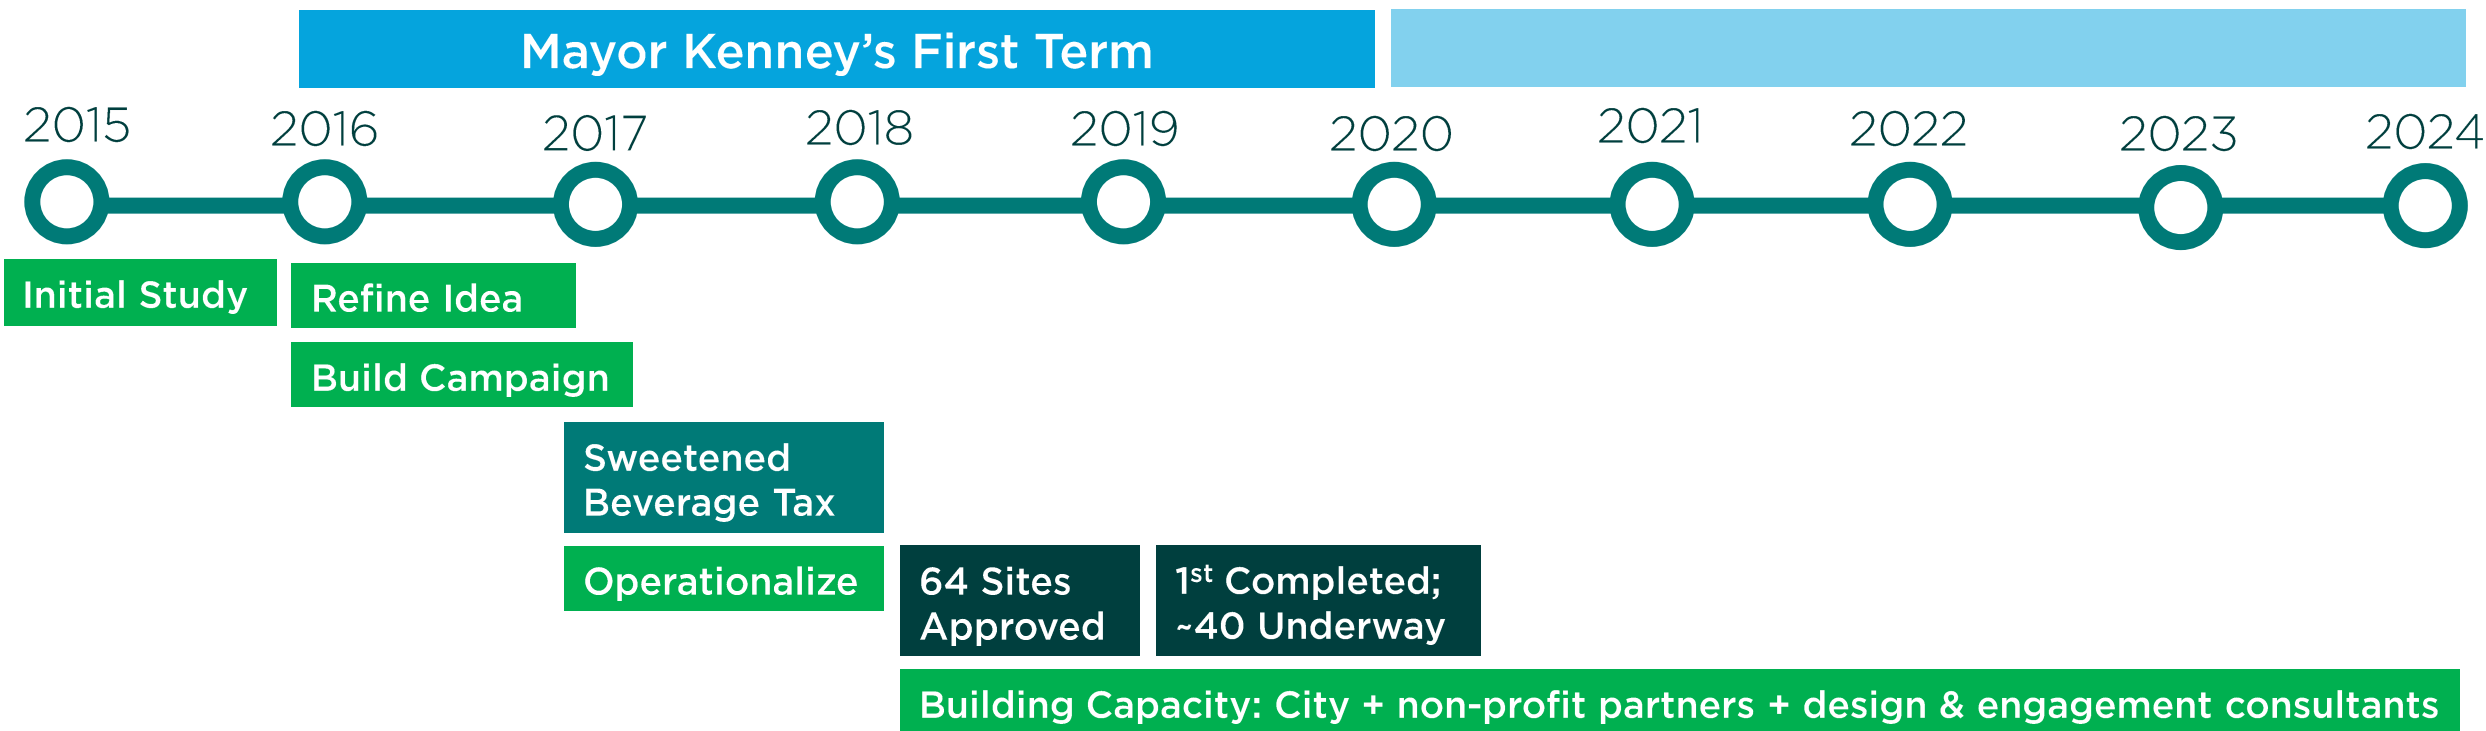 Mayor Kenney’s First Term
2015 2016 2017 2018 2019 2020 2021 2022 2023 2024
Initial Study
Refine Idea
Build Campaign
Sweetened
Beverage Tax
Operationalize
64 Sites
Approved
1st Completed;
~40 Underway
Building Capacity: City + non-profit partners + design & engagement consultants